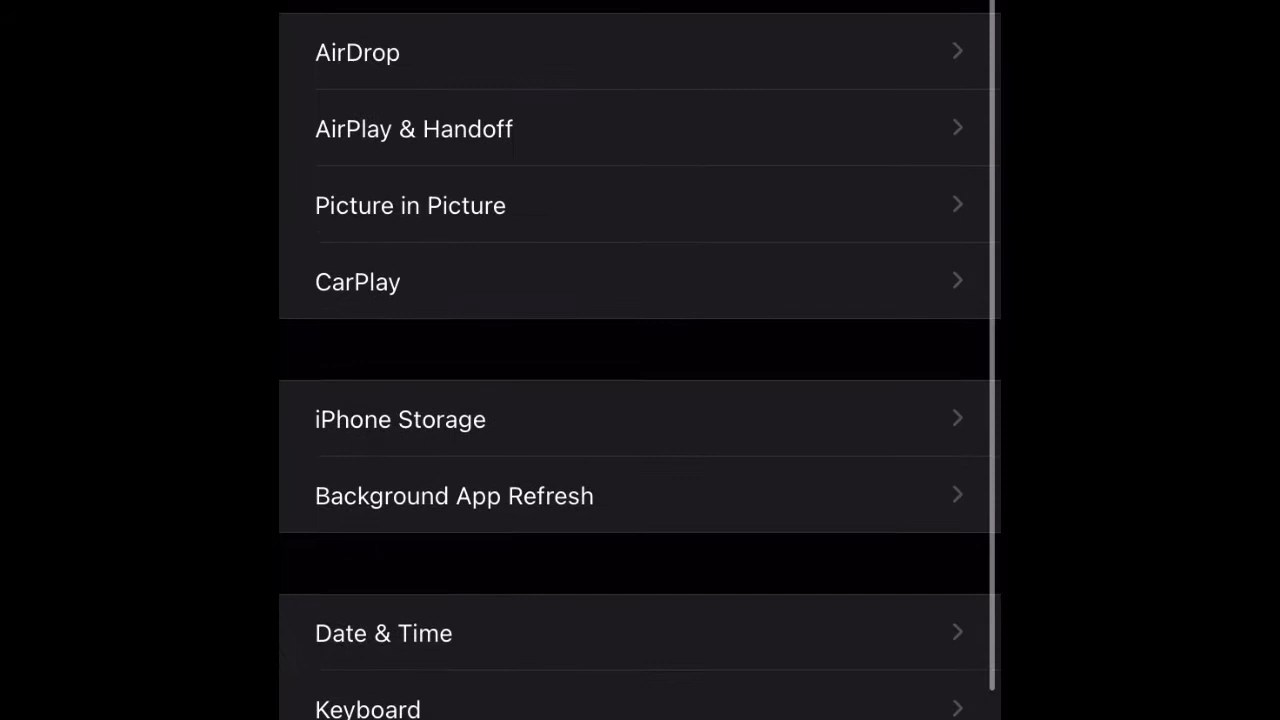 AirDrop
AirPlay & Handoff
Picture in Picture
CarPlay
iPhone Storage
Background App Refresh
Date & Time
Keyboard